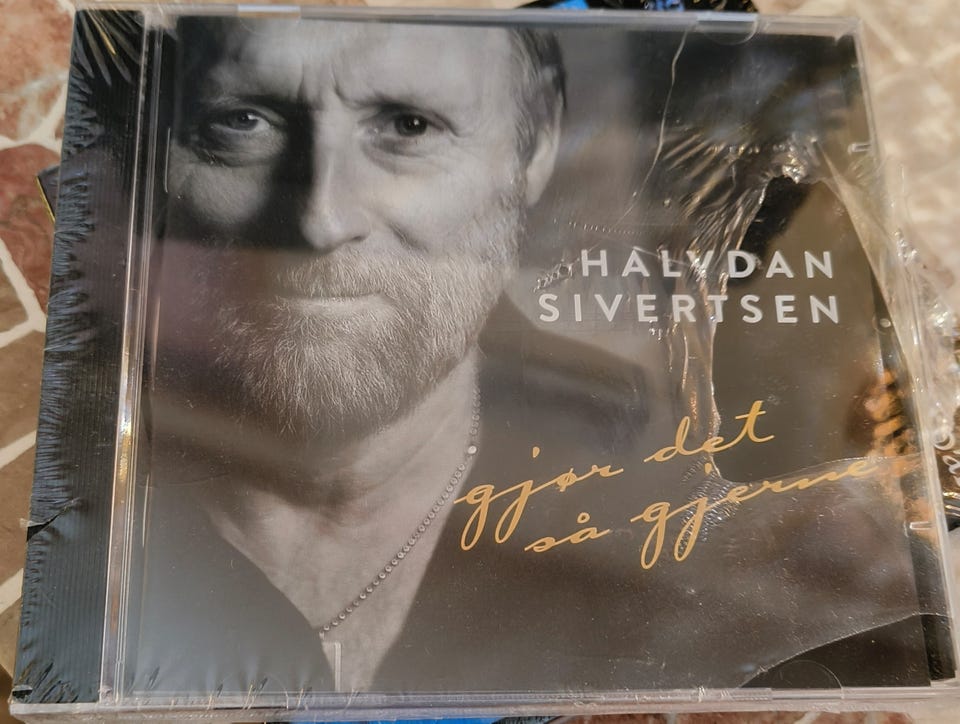 HALVDAN
SIVERTSEN
gjør det
så gjerne